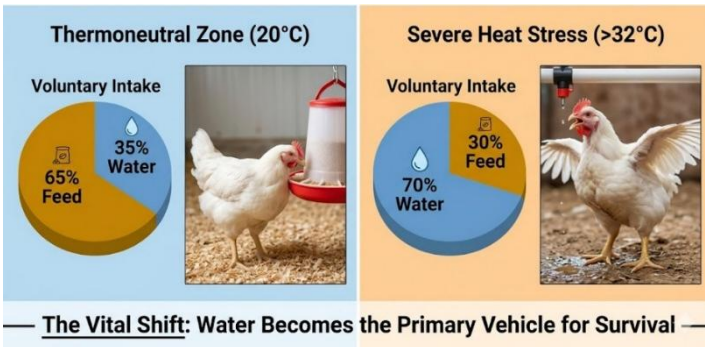 Thermoneutral Zone (20°C)
Voluntary Intake
35%
Water
65%
Feed
Severe Heat Stress (>32°C)
Voluntary Intake
30%
Feed
70%
Water
The Vital Shift: Water Becomes the Primary Vehicle for Survival